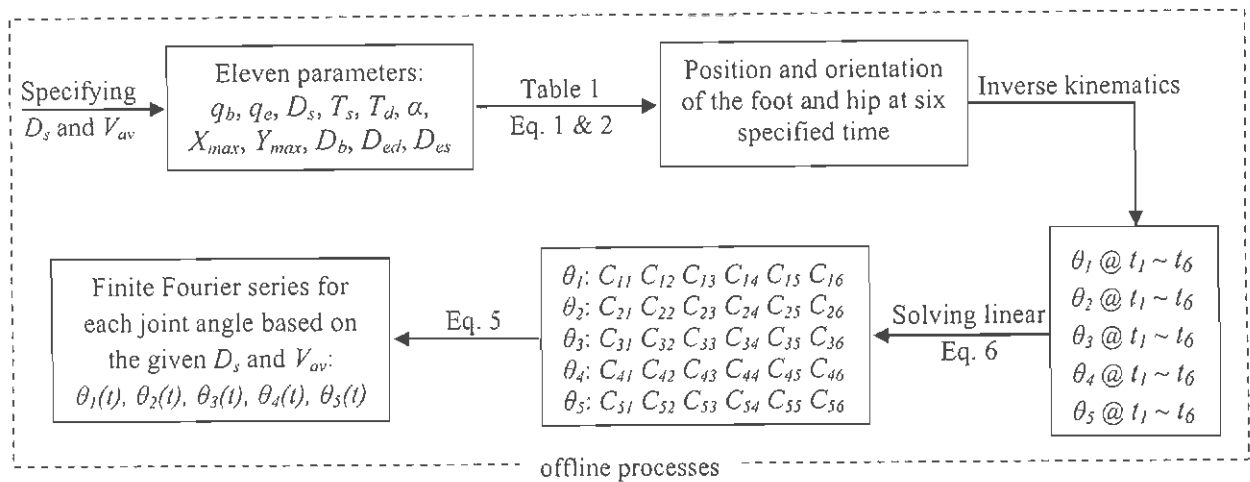 Specifying
D_s and V_av
Eleven parameters:
q_b, q_e, D_s, T_s, T_d, α,
X_max, Y_max, D_b, D_ed, D_es
Table 1
Eq. 1 & 2
Position and orientation
of the foot and hip at six
specified time
Inverse kinematics
θ_1 @ t_1 ~ t_6
θ_2 @ t_1 ~ t_6
θ_3 @ t_1 ~ t_6
θ_4 @ t_1 ~ t_6
θ_5 @ t_1 ~ t_6
Solving linear
Eq. 6
θ_1: C_11 C_12 C_13 C_14 C_15 C_16
θ_2: C_21 C_22 C_23 C_24 C_25 C_26
θ_3: C_31 C_32 C_33 C_34 C_35 C_36
θ_4: C_41 C_42 C_43 C_44 C_45 C_46
θ_5: C_51 C_52 C_53 C_54 C_55 C_56
Eq. 5
Finite Fourier series for
each joint angle based on
the given D_s and V_av:
θ_1(t), θ_2(t), θ_3(t), θ_4(t), θ_5(t)
offline processes